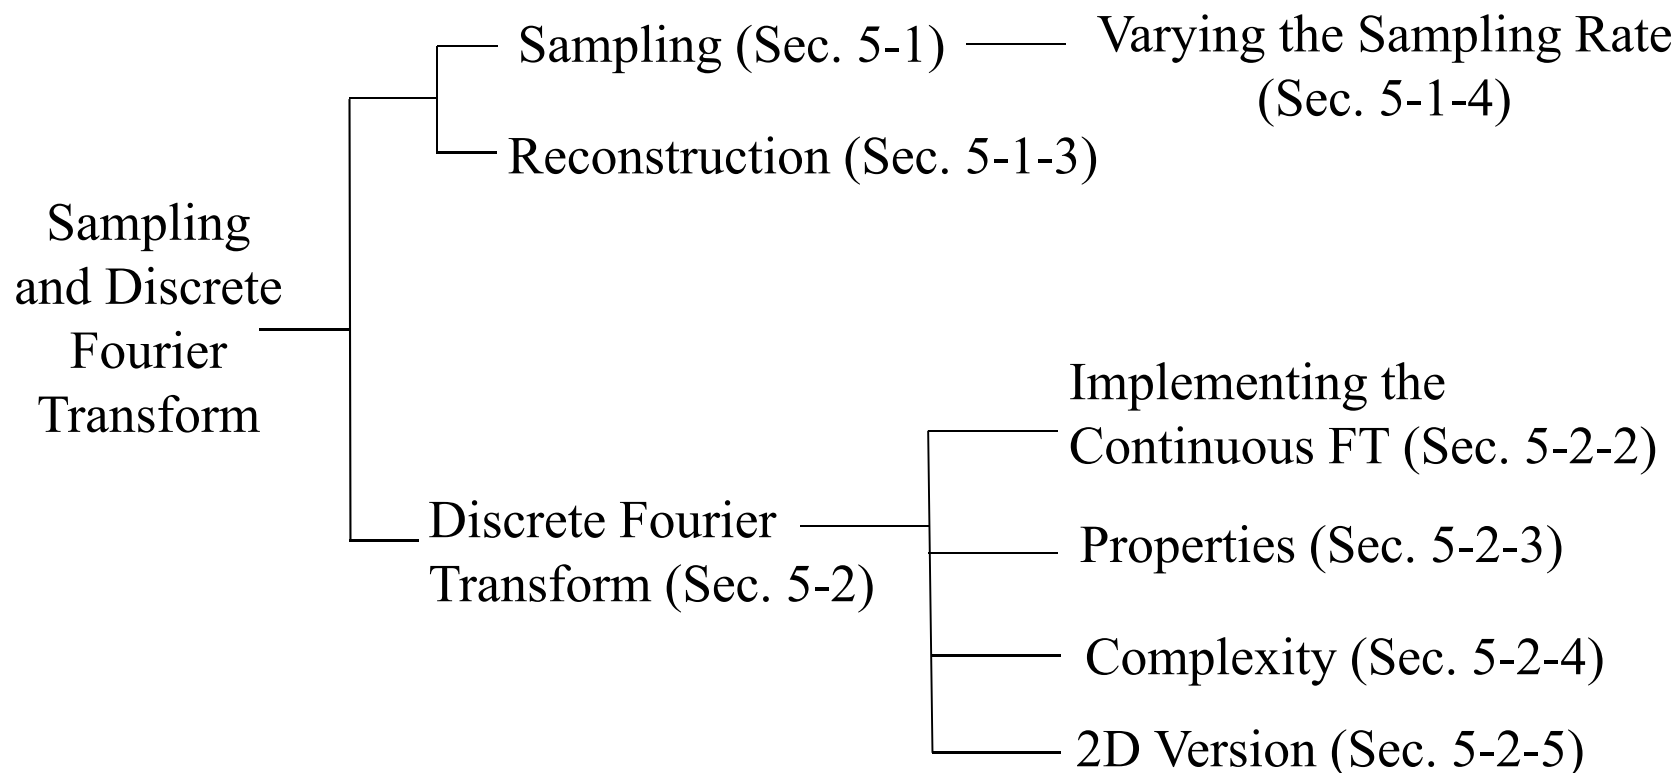 Sampling (Sec. 5-1)
Varying the Sampling Rate
(Sec. 5-1-4)
Reconstruction (Sec. 5-1-3)
Sampling
and Discrete
Fourier
Transform
Implementing the
Continuous FT (Sec. 5-2-2)
Discrete Fourier
Transform (Sec. 5-2)
Properties (Sec. 5-2-3)
Complexity (Sec. 5-2-4)
2D Version (Sec. 5-2-5)